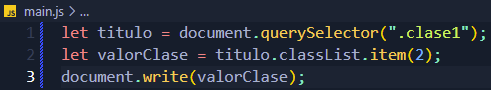 JS main.js > ...
1 let titulo = document.querySelector(".clase1");
2 let valorClase = titulo.classList.item(2);
3 document.write(valorClase);